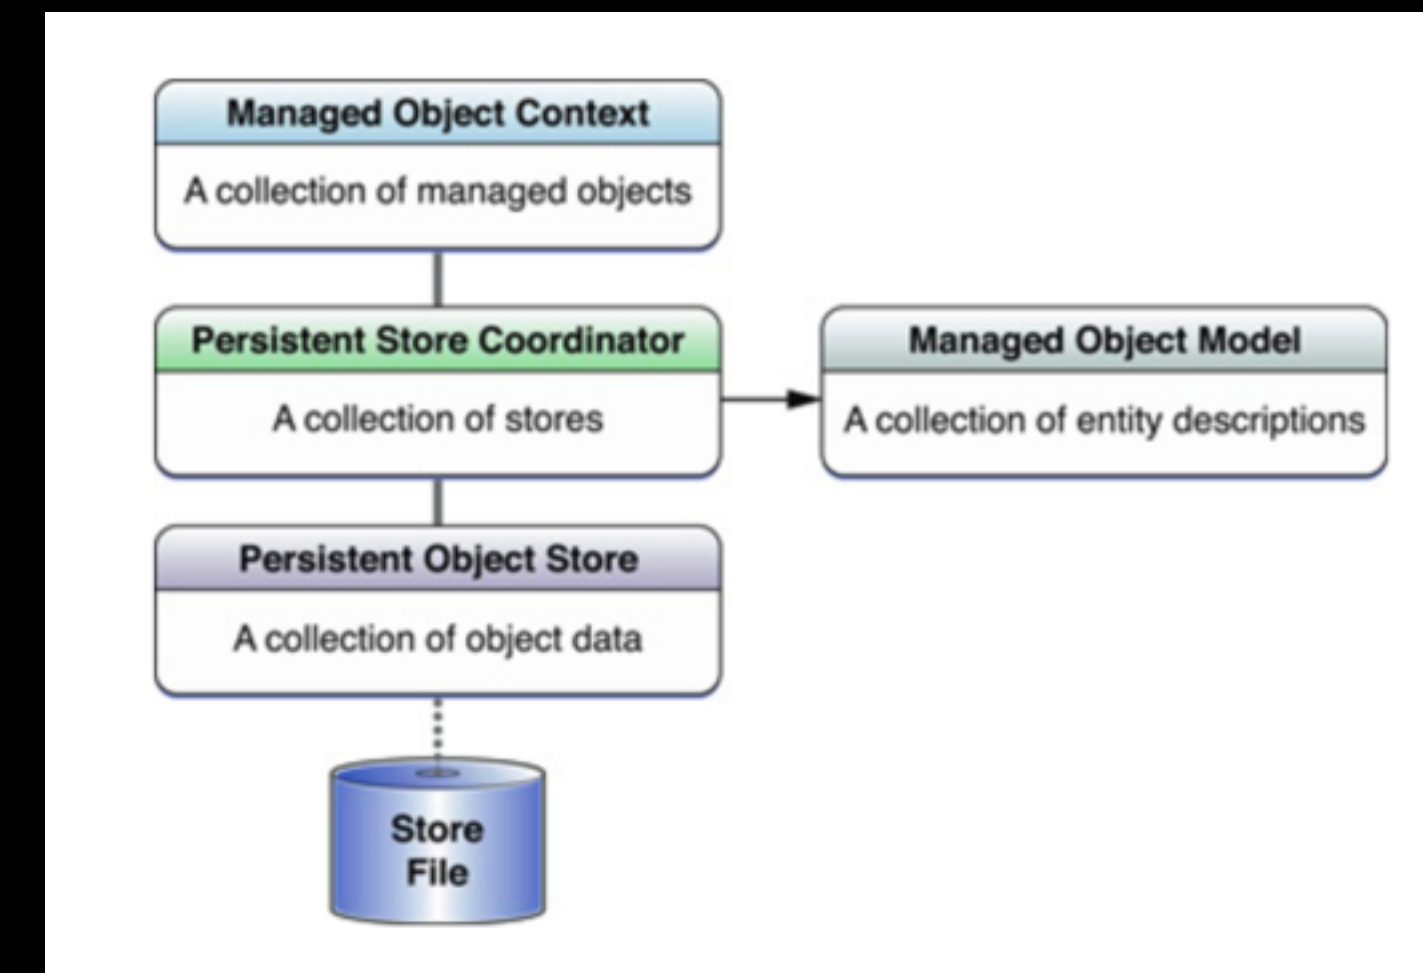 Managed Object Context
A collection of managed objects
Persistent Store Coordinator
A collection of stores
Managed Object Model
A collection of entity descriptions
Persistent Object Store
A collection of object data
Store
File